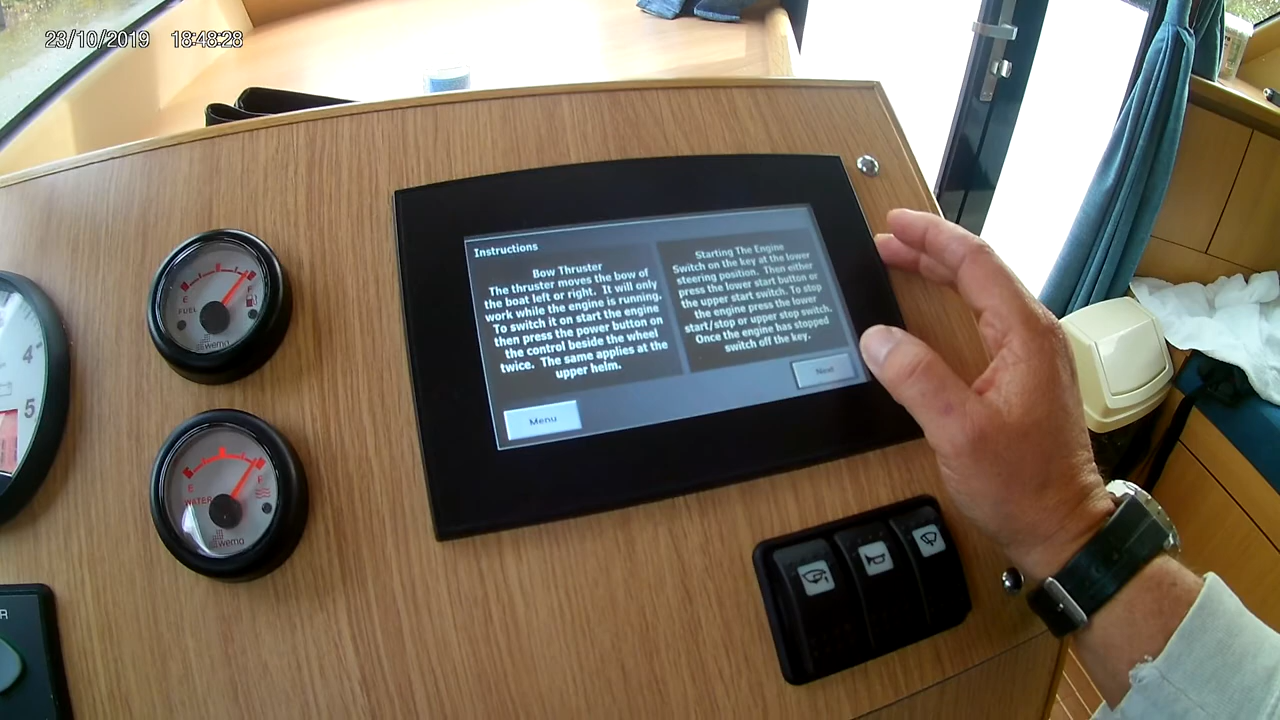 23/10/2019 18:48:28
Instructions
Bow Thruster
The thruster moves the bow of
the boat left or right. It will only
work while the engine is running.
To switch it on start the engine
then press the power button on
the control beside the wheel
twice. The same applies at the
upper helm.
Starting The Engine
Switch on the key at the lower
steering position. Then either
press the lower start button or
the upper start switch. To stop
the engine press the lower
start/stop or upper stop switch.
Once the engine has stopped
switch off the key.
Menu
Next
E
FUEL
wema
E
F
WATER
wema
4
5
R